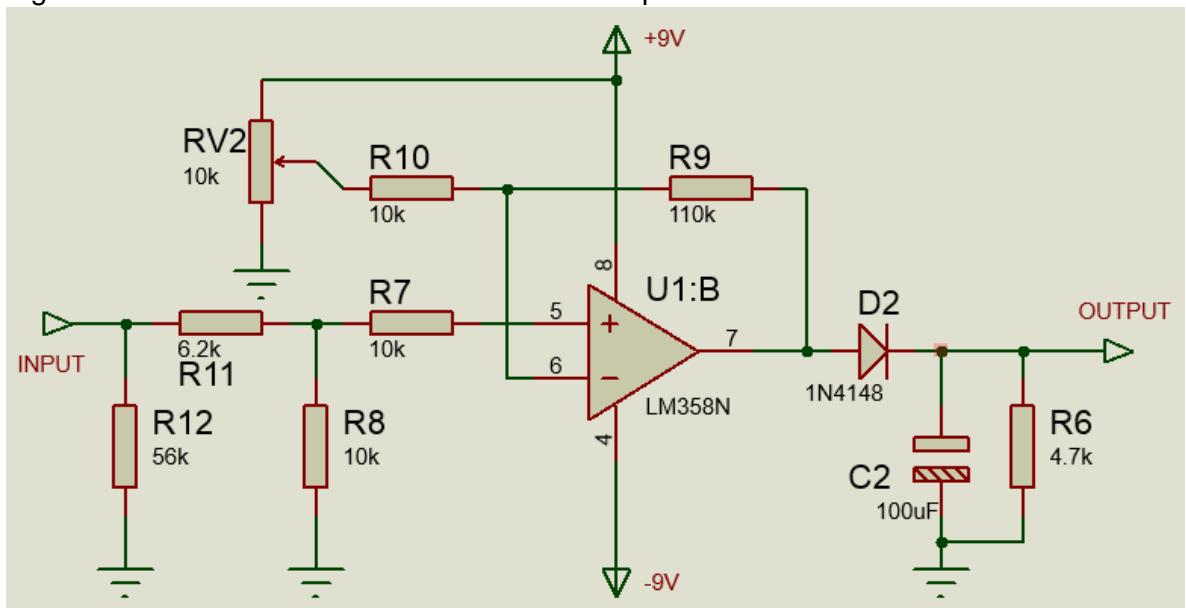 +9V
RV2
10k
R10
10k
R9
110k
8
U1:B
R7
10k
5
+
6
−
7
LM358N
4
D2
1N4148
OUTPUT
INPUT
6.2k
R11
R12
56k
R8
10k
C2
100uF
R6
4.7k
-9V